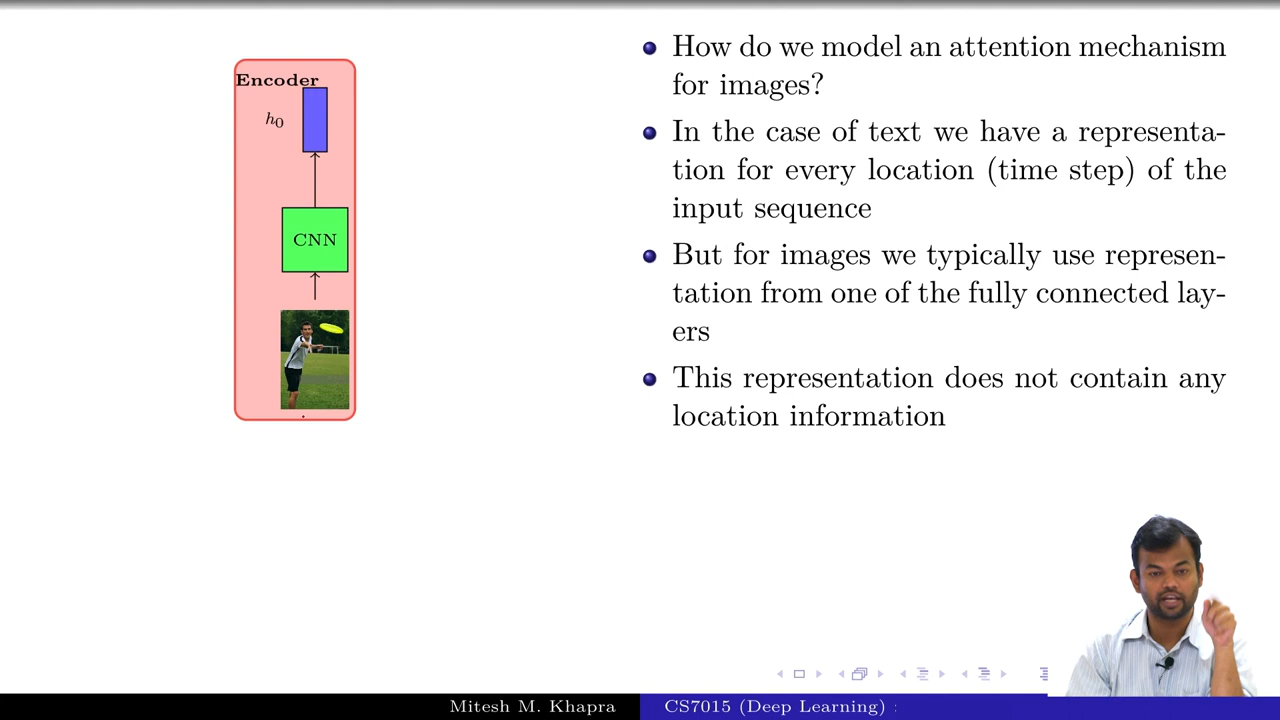 Encoder
h0
CNN
How do we model an attention mechanism
for images?
In the case of text we have a representa-
tion for every location (time step) of the
input sequence
But for images we typically use represen-
tation from one of the fully connected lay-
ers
This representation does not contain any
location information
Mitesh M. Khapra
CS7015 (Deep Learning) :